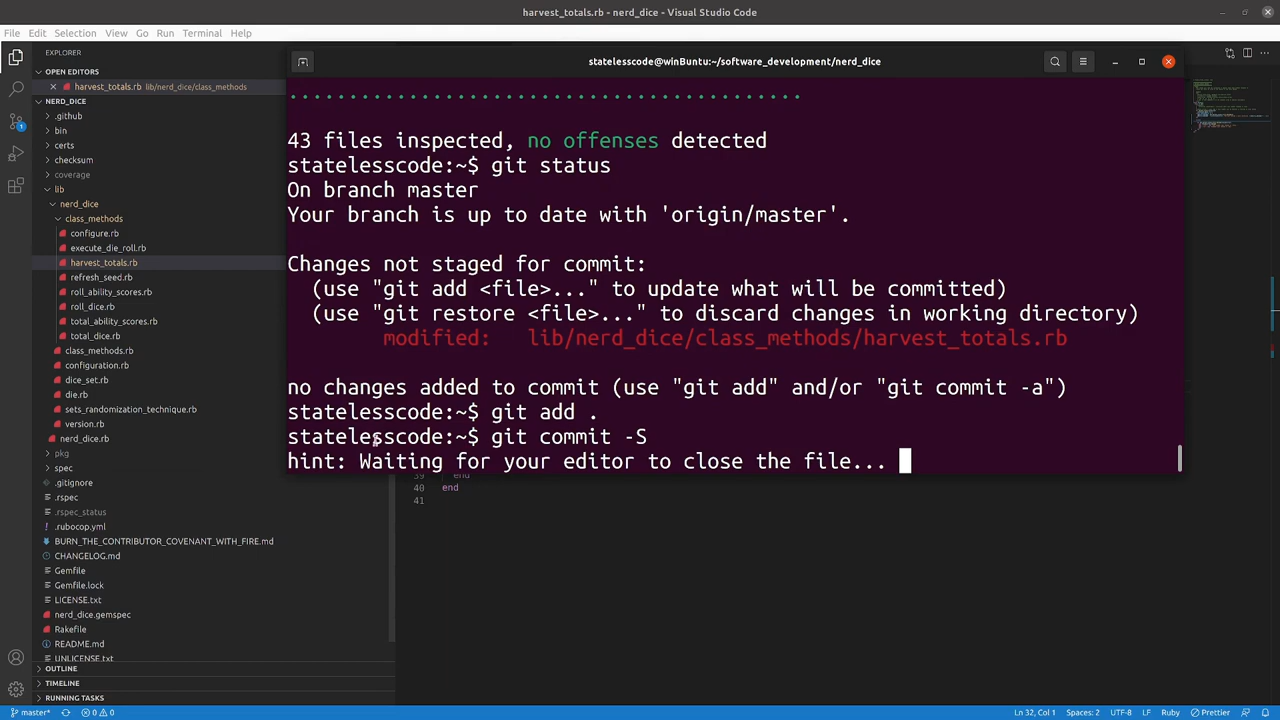 harvest_totals.rb - nerd_dice - Visual Studio Code
File Edit Selection View Go Run Terminal Help
EXPLORER
OPEN EDITORS
harvest_totals.rb lib/nerd_dice/class_methods
NERD_DICE
.github
bin
certs
checksum
coverage
lib
nerd_dice
class_methods
configure.rb
execute_die_roll.rb
harvest_totals.rb
refresh_seed.rb
roll_ability_scores.rb
roll_dice.rb
total_ability_scores.rb
total_dice.rb
class_methods.rb
configuration.rb
dice_set.rb
die.rb
sets_randomization_technique.rb
version.rb
nerd_dice.rb
pkg
spec
.gitignore
.rspec
.rspec_status
.rubocop.yml
BURN_THE_CONTRIBUTOR_COVENANT_WITH_FIRE.md
CHANGELOG.md
Gemfile
Gemfile.lock
LICENSE.txt
nerd_dice.gemspec
Rakefile
README.md
UNLICENSE.txt
OUTLINE
TIMELINE
RUNNING TASKS
1
statelesscode@winBuntu:~/software_development/nerd_dice
43 files inspected, no offenses detected
statelesscode:~$ git status
On branch master
Your branch is up to date with 'origin/master'.
Changes not staged for commit:
(use "git add <file>..." to update what will be committed)
(use "git restore <file>..." to discard changes in working directory)
modified: lib/nerd_dice/class_methods/harvest_totals.rb
no changes added to commit (use "git add" and/or "git commit -a")
statelesscode:~$ git add .
statelesscode:~$ git commit -S
hint: Waiting for your editor to close the file...
39 end
40 end
41
master* 0 0 Ln 32, Col 1 Spaces: 2 UTF-8 LF Ruby Prettier